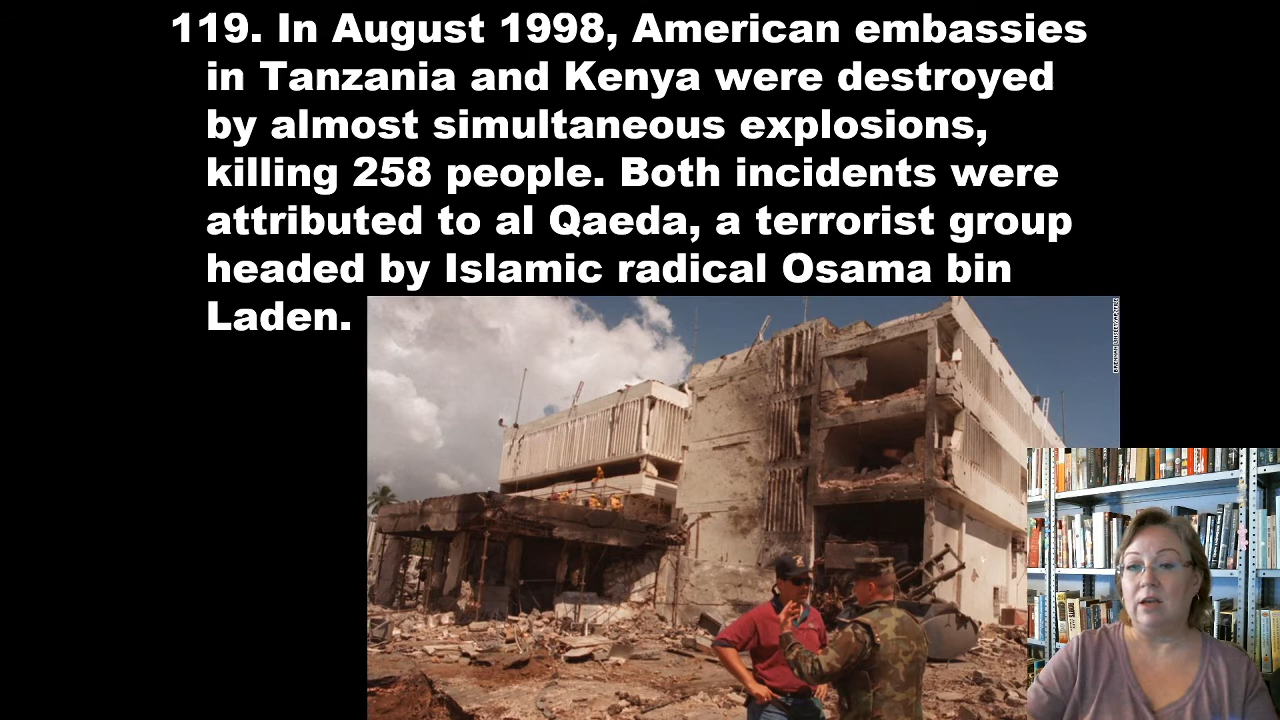 119. In August 1998, American embassies
in Tanzania and Kenya were destroyed
by almost simultaneous explosions,
killing 258 people. Both incidents were
attributed to al Qaeda, a terrorist group
headed by Islamic radical Osama bin
Laden.